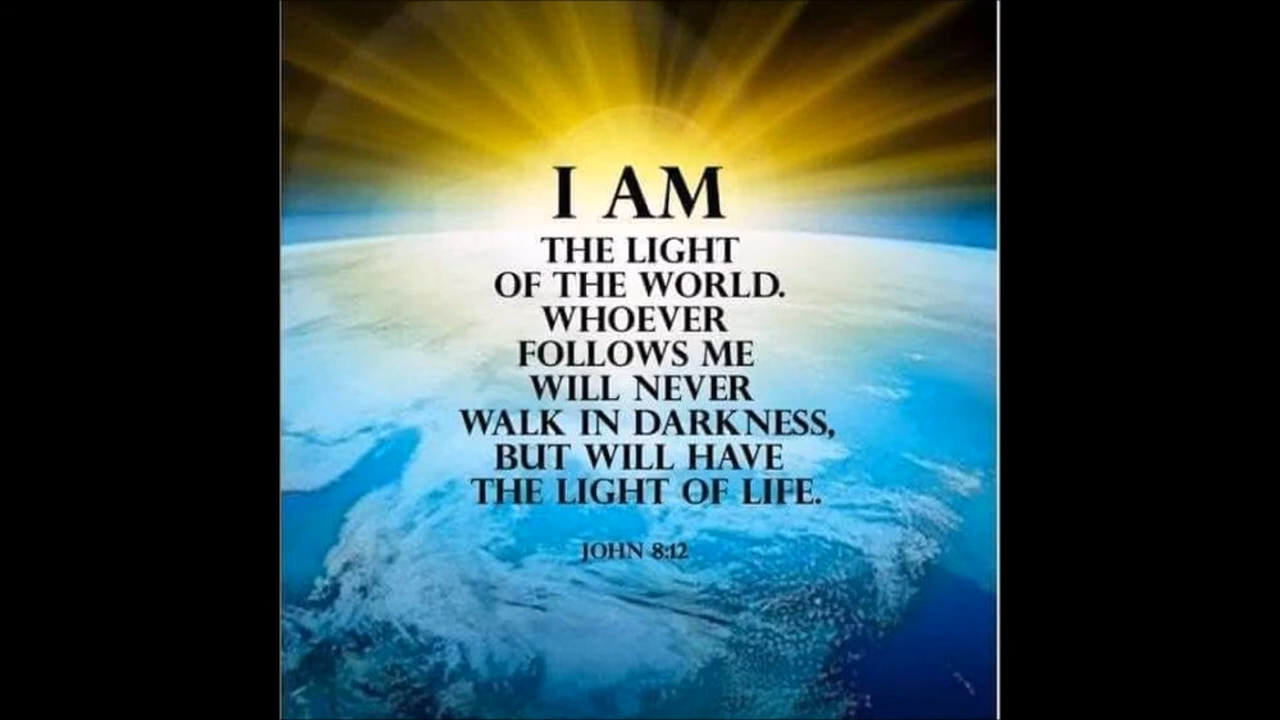 I AM
THE LIGHT
OF THE WORLD.
WHOEVER
FOLLOWS ME
WILL NEVER
WALK IN DARKNESS,
BUT WILL HAVE
THE LIGHT OF LIFE.
JOHN 8:12